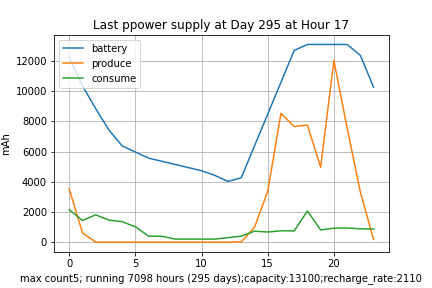 Last ppower supply at Day 295 at Hour 17
battery
produce
consume
mAh
12000
10000
8000
6000
4000
2000
0
0 5 10 15 20
max count5; running 7098 hours (295 days);capacity:13100;recharge_rate:2110